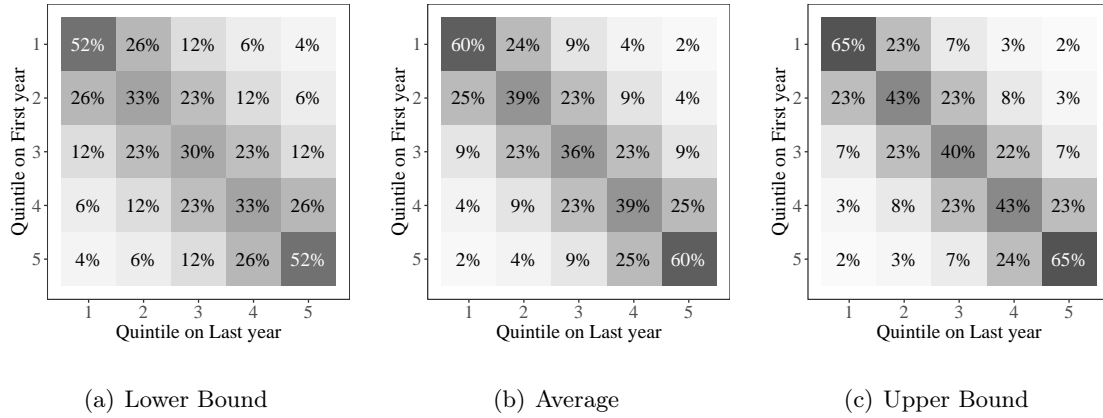 Quintile on First year
1 52% 26% 12% 6% 4%
2 26% 33% 23% 12% 6%
3 12% 23% 30% 23% 12%
4 6% 12% 23% 33% 26%
5 4% 6% 12% 26% 52%
1 2 3 4 5
Quintile on Last year
(a) Lower Bound
Quintile on First year
1 60% 24% 9% 4% 2%
2 25% 39% 23% 9% 4%
3 9% 23% 36% 23% 9%
4 4% 9% 23% 39% 25%
5 2% 4% 9% 25% 60%
1 2 3 4 5
Quintile on Last year
(b) Average
Quintile on First year
1 65% 23% 7% 3% 2%
2 23% 43% 23% 8% 3%
3 7% 23% 40% 22% 7%
4 3% 8% 23% 43% 23%
5 2% 3% 7% 24% 65%
1 2 3 4 5
Quintile on Last year
(c) Upper Bound